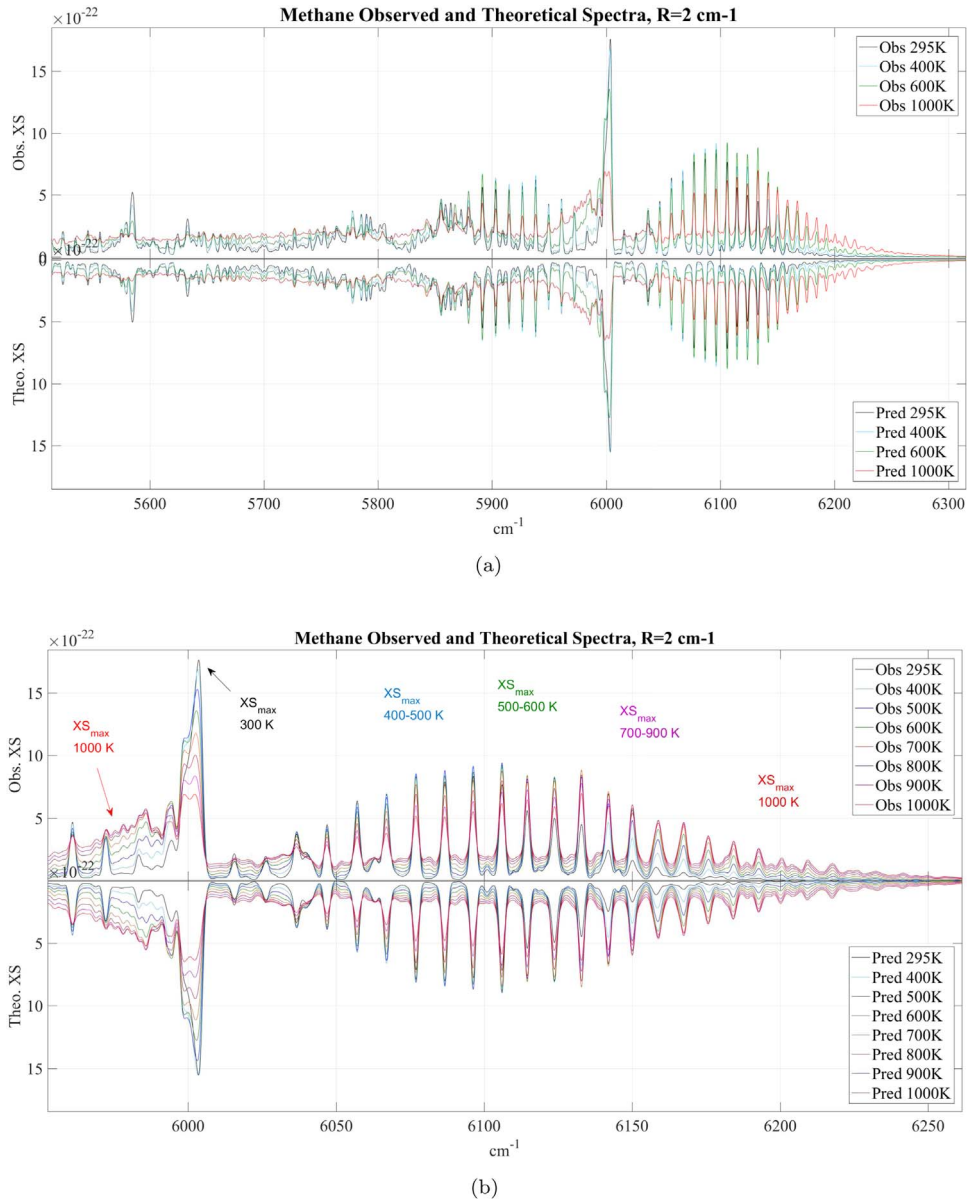 Methane Observed and Theoretical Spectra, R=2 cm-1
×10-22
15
10
5
0
Obs. XS
Obs 295K
Obs 400K
Obs 600K
Obs 1000K
×10-22
5
10
15
Theo. XS
Pred 295K
Pred 400K
Pred 600K
Pred 1000K
5600 5700 5800 5900 6000 6100 6200 6300
cm-1
(a)
Methane Observed and Theoretical Spectra, R=2 cm-1
×10-22
15
10
5
Obs. XS
XSmax
1000 K
XSmax
300 K
XSmax
400-500 K
XSmax
500-600 K
XSmax
700-900 K
XSmax
1000 K
Obs 295K
Obs 400K
Obs 500K
Obs 600K
Obs 700K
Obs 800K
Obs 900K
Obs 1000K
×10-22
5
10
15
Theo. XS
Pred 295K
Pred 400K
Pred 500K
Pred 600K
Pred 700K
Pred 800K
Pred 900K
Pred 1000K
6000 6050 6100 6150 6200 6250
cm-1
(b)